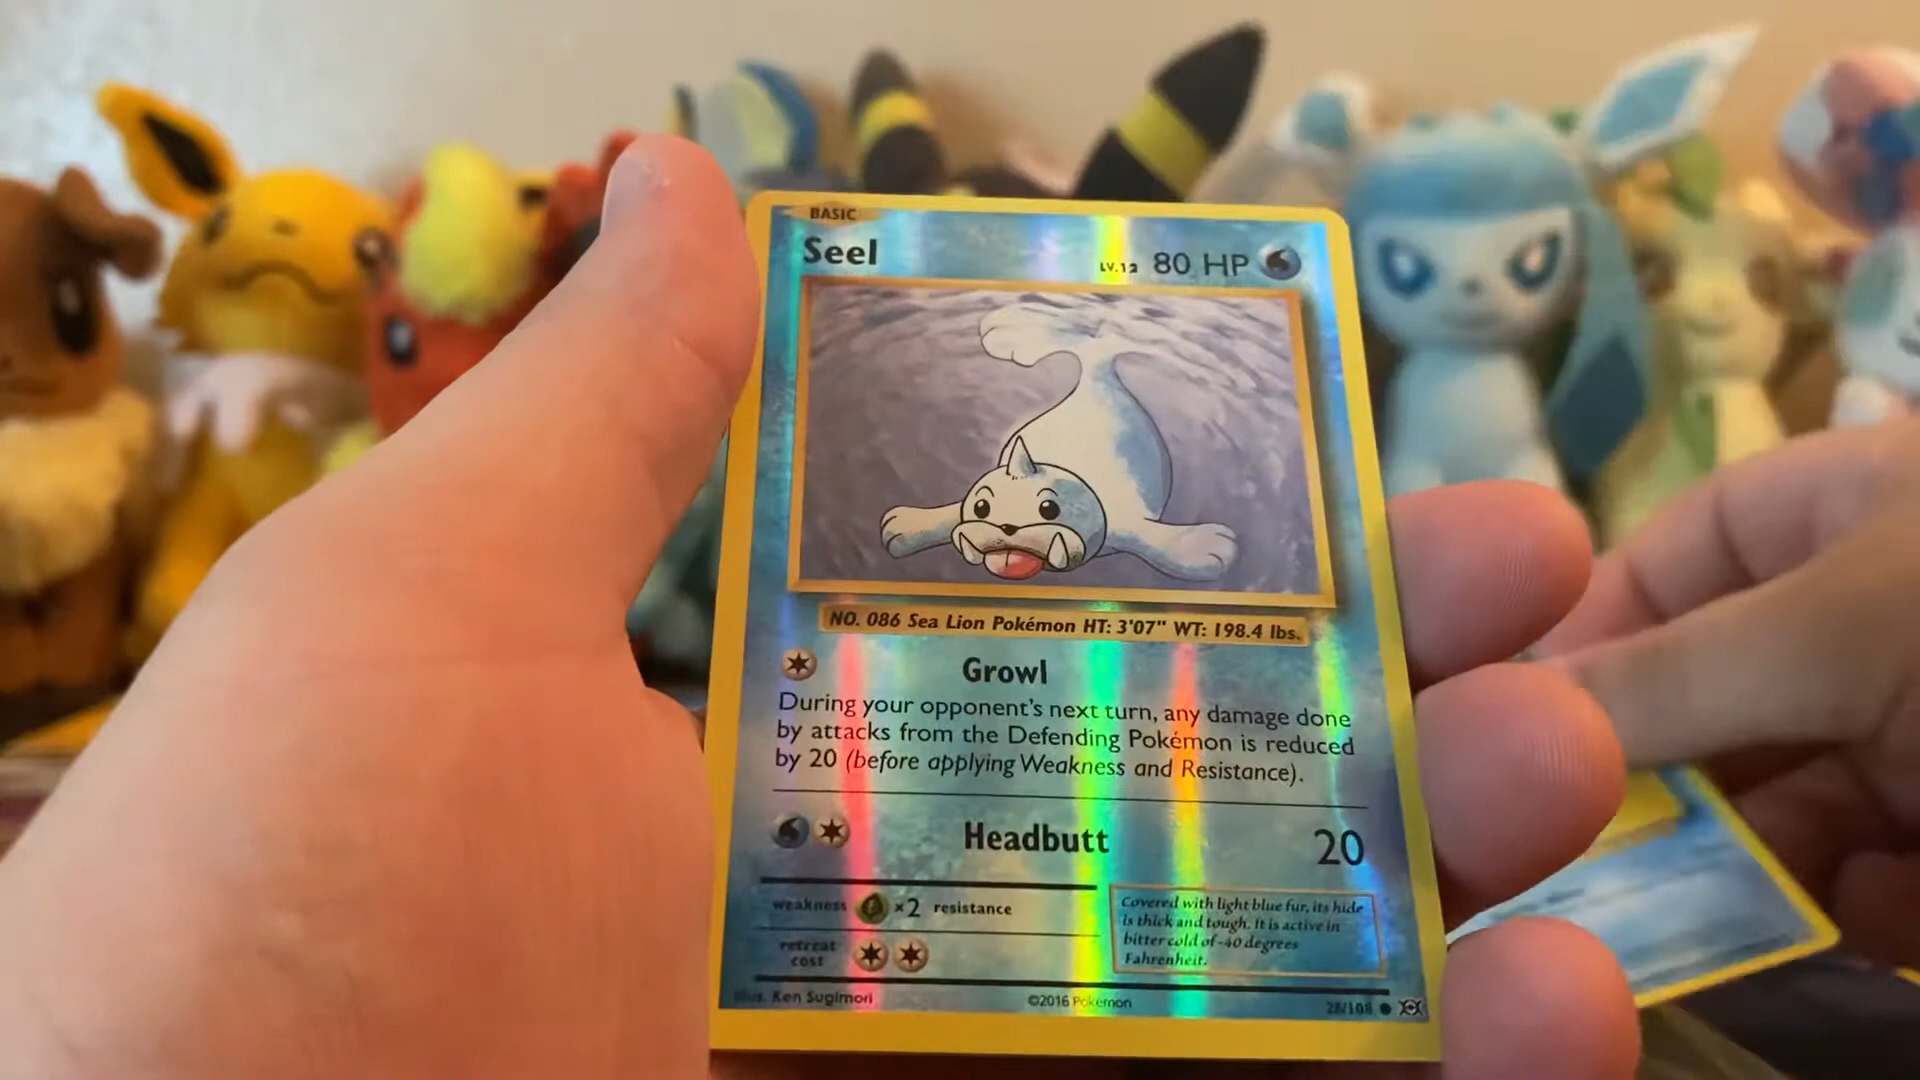 BASIC
Seel
LV.12 80 HP
NO. 086 Sea Lion Pokémon HT: 3'07" WT: 198.4 lbs.
Growl
During your opponent's next turn, any damage done
by attacks from the Defending Pokémon is reduced
by 20 (before applying Weakness and Resistance).
Headbutt 20
weakness ×2 resistance
retreat
cost
Covered with light blue fur, its hide
is thick and tough. It is active in
bitter cold of -40 degrees
Fahrenheit.
Illus. Ken Sugimori
©2016 Pokémon
28/108